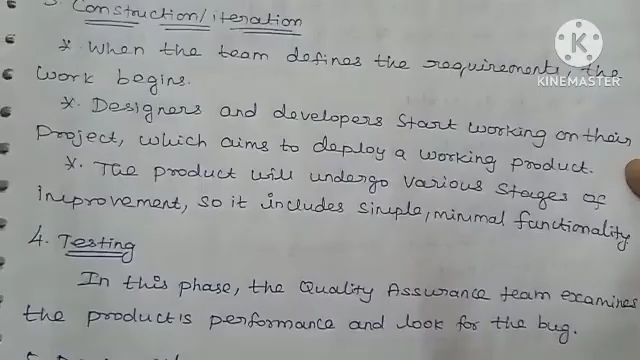 3. Construction/iteration
* When the team defines the requirements, the
work begins.
*. Designers and developers start working on their
project, which aims to deploy a working product.
*. The product will undergo various stages of
improvement, so it includes simple, minimal functionality
4. Testing
In this phase, the Quality Assurance team examines
the product's performance and look for the bug.
KINEMASTER